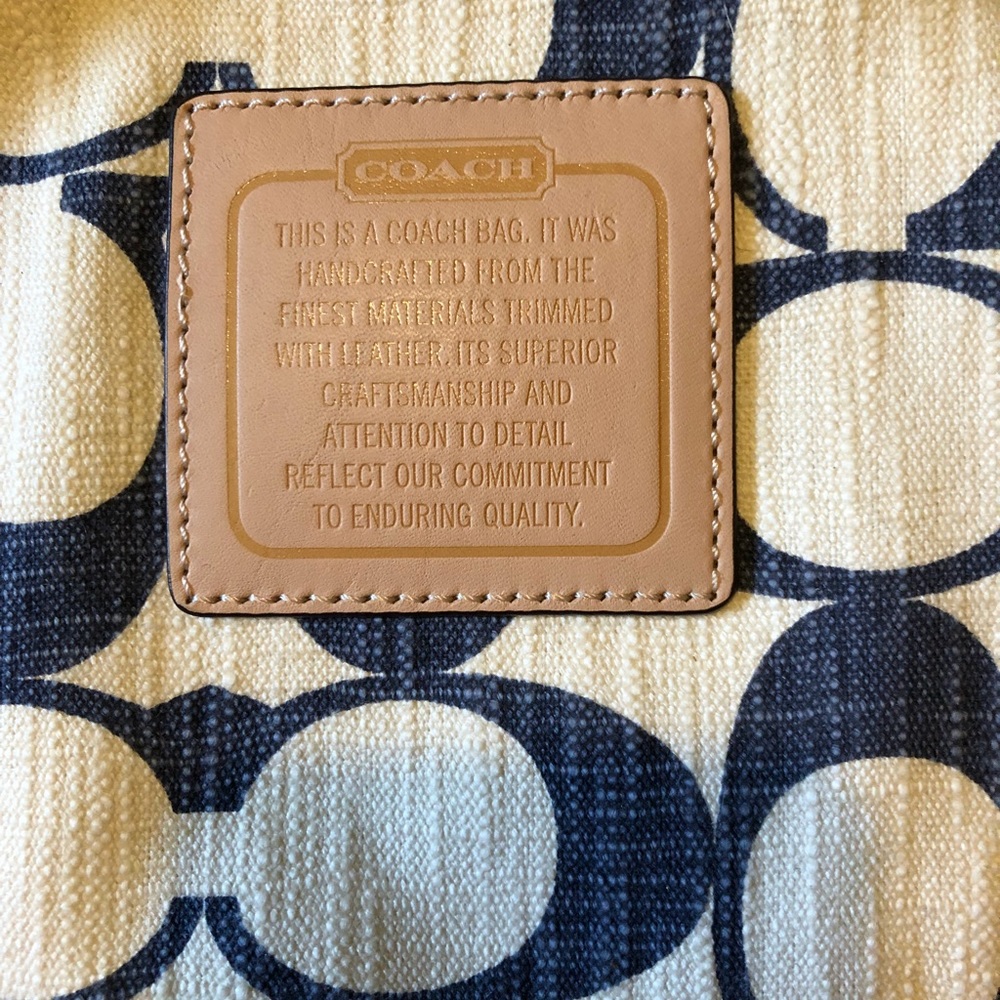 COACH
THIS IS A COACH BAG. IT WAS
HANDCRAFTED FROM THE
FINEST MATERIALS TRIMMED
WITH LEATHER. ITS SUPERIOR
CRAFTSMANSHIP AND
ATTENTION TO DETAIL
REFLECT OUR COMMITMENT
TO ENDURING QUALITY.